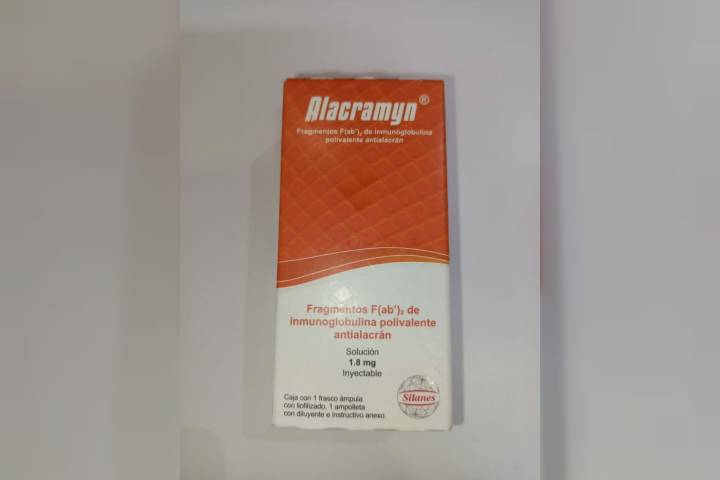 Alacramyn®
Fragmentos F(ab')₂ de inmunoglobulina
polivalente antialacrán
Fragmentos F(ab')₂ de
inmunoglobulina polivalente
antialacrán
Solución
1.8 mg
Inyectable
Caja con 1 frasco ámpula
con liofilizado, 1 ampolleta
con diluyente e instructivo anexo.
Silanes